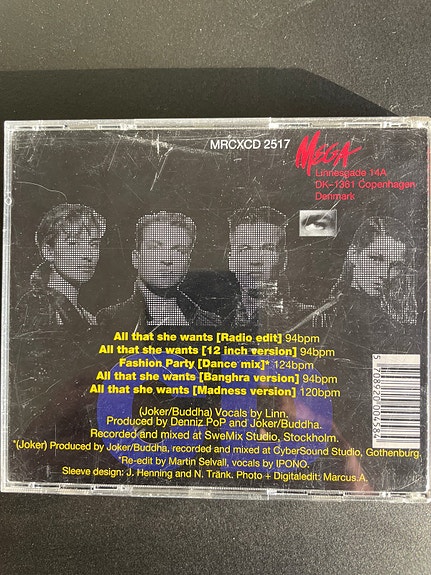 MRCXCD 2517
MEGA
Linnesgade 14A
DK-1361 Copenhagen
Denmark
All that she wants [Radio edit] 94bpm
All that she wants [12 inch version] 94bpm
Fashion Party [Dance mix]* 124bpm
All that she wants [Banghra version] 94bpm
All that she wants [Madness version] 120bpm
(Joker/Buddha) Vocals by Linn.
Produced by Denniz PoP and Joker/Buddha.
Recorded and mixed at SweMix Studio, Stockholm.
*(Joker) Produced by Joker/Buddha, recorded and mixed at CyberSound Studio, Gothenburg.
*Re-edit by Martin Selvall, vocals by IPONO.
Sleeve design: J. Henning and N. Tränk. Photo + Digitaledit: Marcus.A.